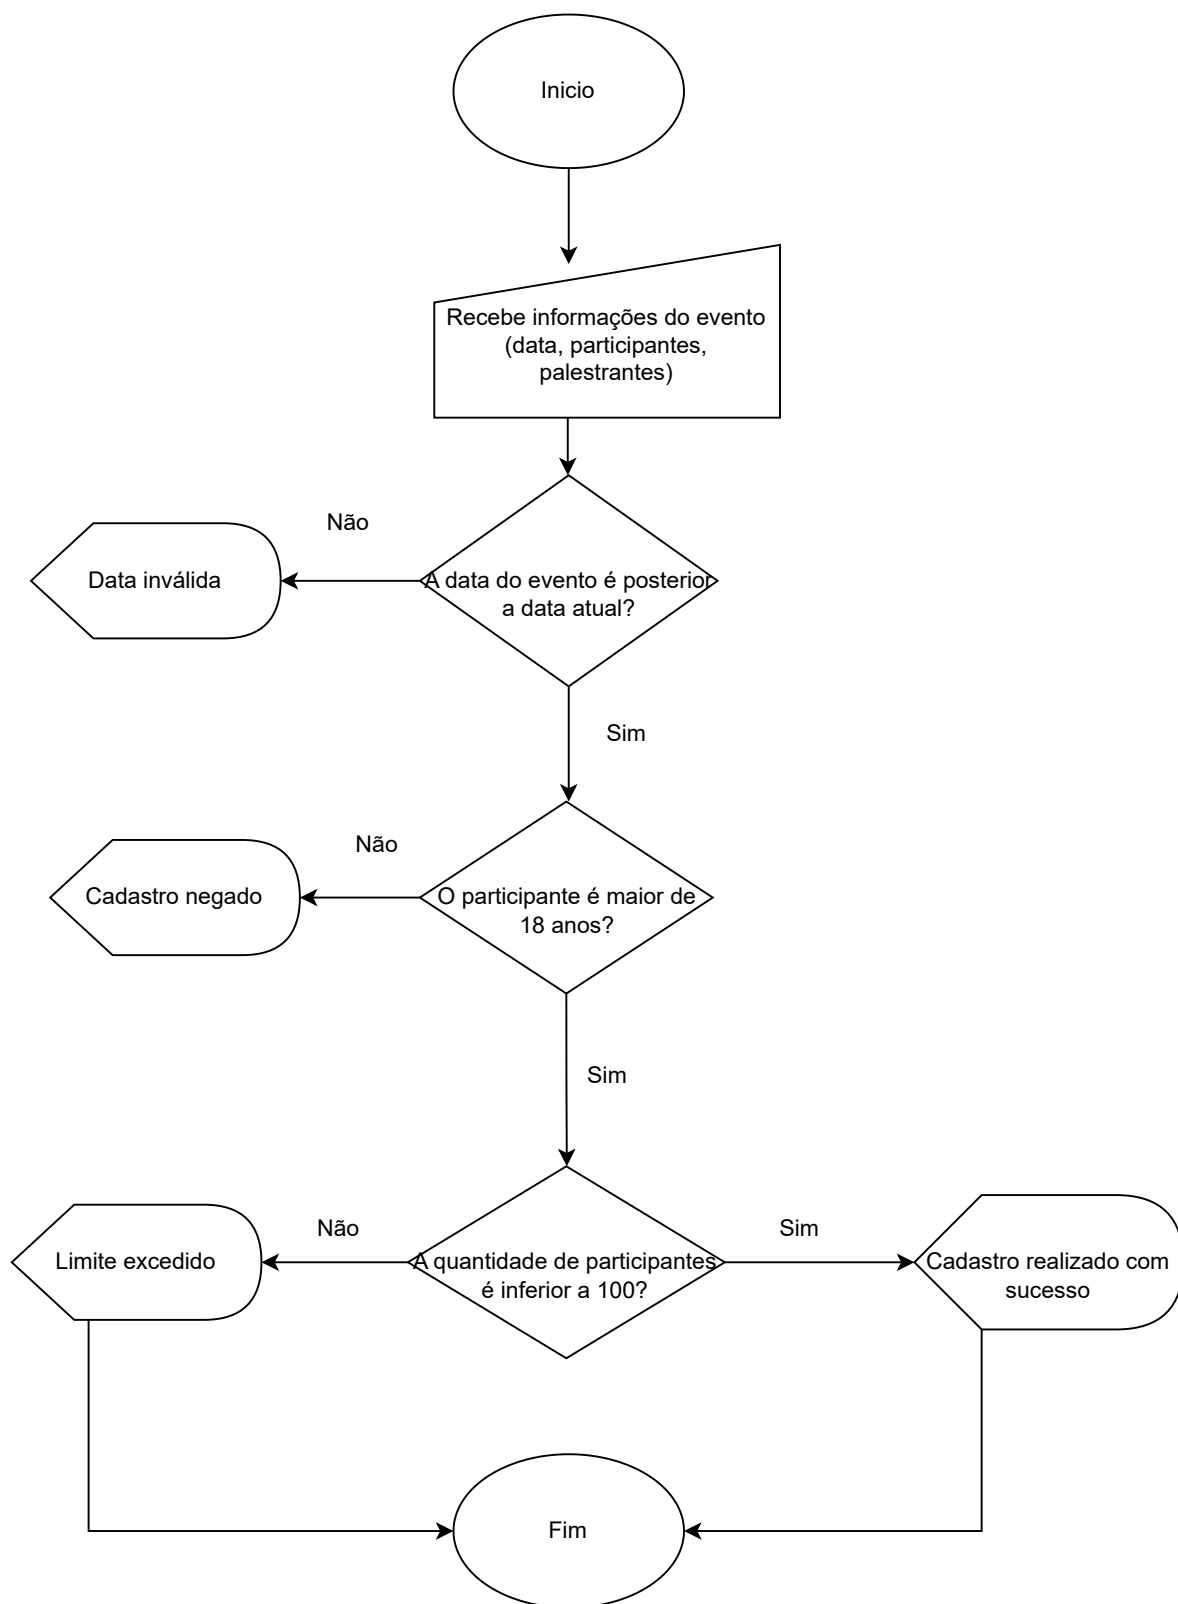 Inicio
Recebe informações do evento
(data, participantes,
palestrantes)
Não
Data inválida
A data do evento é posterior
a data atual?
Sim
Não
Cadastro negado
O participante é maior de
18 anos?
Sim
Não
Sim
Limite excedido
A quantidade de participantes
é inferior a 100?
Cadastro realizado com
sucesso
Fim